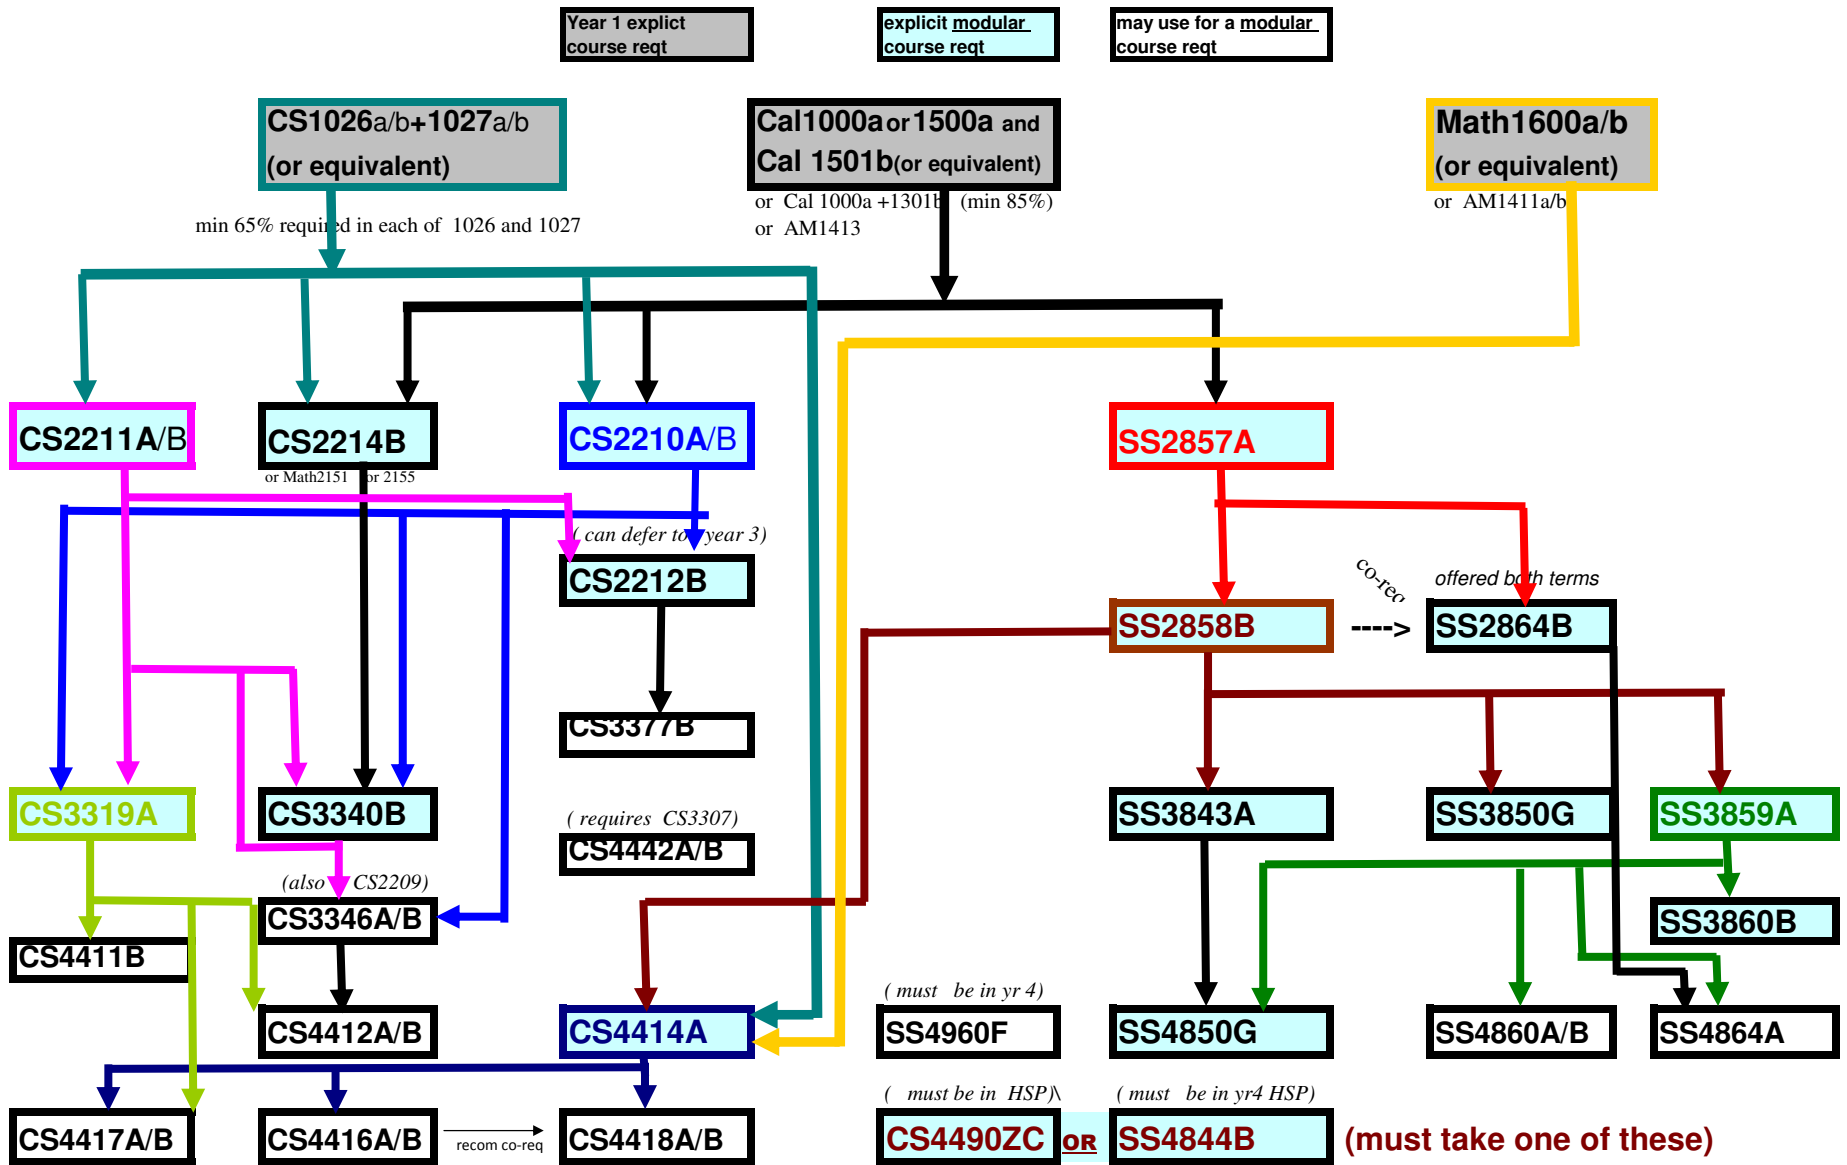 Year 1 explict
course reqt
explicit modular
course reqt
may use for a modular
course reqt
CS1026a/b+1027a/b
(or equivalent)
Cal1000a or 1500a and
Cal 1501b(or equivalent)
Math1600a/b
(or equivalent)
or Cal 1000a +1301b (min 85%)
or AM1413
or AM1411a/b
min 65% required in each of 1026 and 1027
CS2211A/B
CS2214B
CS2210A/B
SS2857A
or Math2151 or 2155
( can defer to year 3)
CS2212B
co-req
offered both terms
SS2858B
---->
SS2864B
CS3377B
CS3319A
CS3340B
SS3843A
SS3850G
SS3859A
( requires CS3307)
CS4442A/B
(also CS2209)
CS3346A/B
SS3860B
CS4411B
( must be in yr 4)
CS4412A/B
CS4414A
SS4960F
SS4850G
SS4860A/B
SS4864A
( must be in HSP)\
( must be in yr4 HSP)
CS4417A/B
CS4416A/B
recom co-req
CS4418A/B
CS4490ZC
OR
SS4844B
(must take one of these)